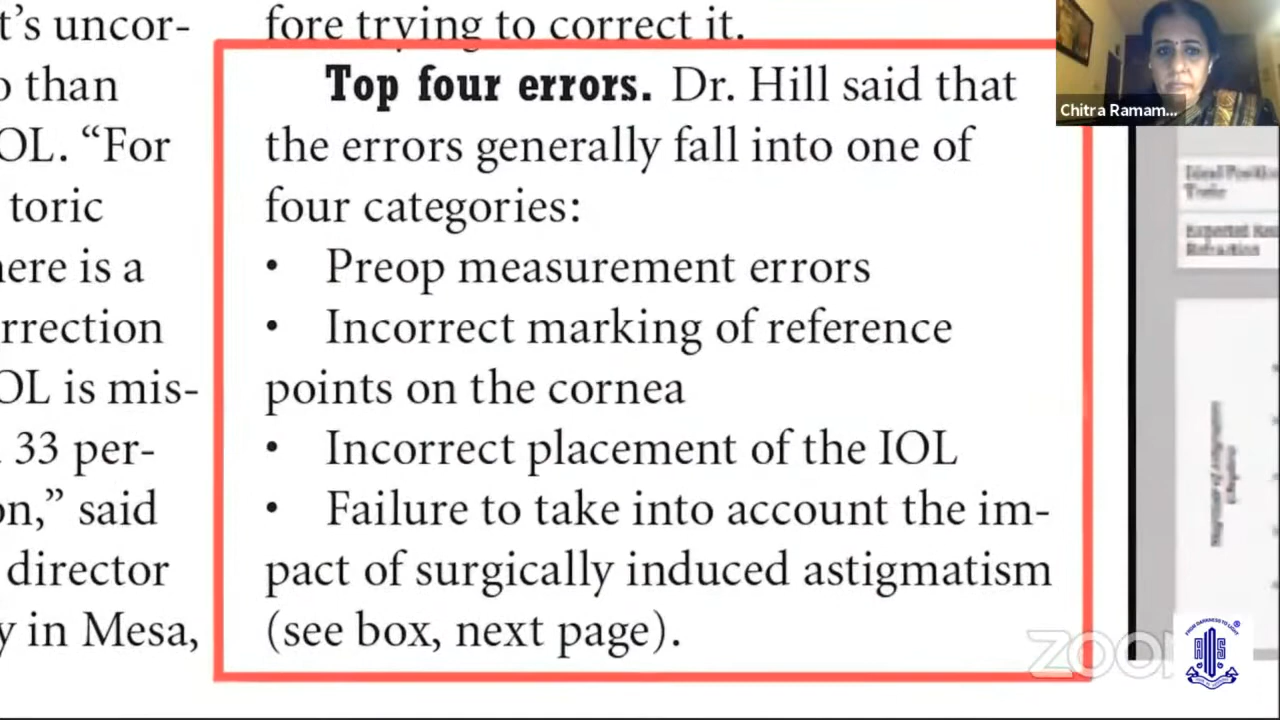 t's uncor-
o than
OL. “For
toric
ere is a
rrection
OL is mis-
33 per-
on,” said
director
y in Mesa,
fore trying to correct it.
Top four errors. Dr. Hill said that
the errors generally fall into one of
four categories:
• Preop measurement errors
• Incorrect marking of reference
points on the cornea
• Incorrect placement of the IOL
• Failure to take into account the im-
pact of surgically induced astigmatism
(see box, next page).
Chitra Ramam...
zoom